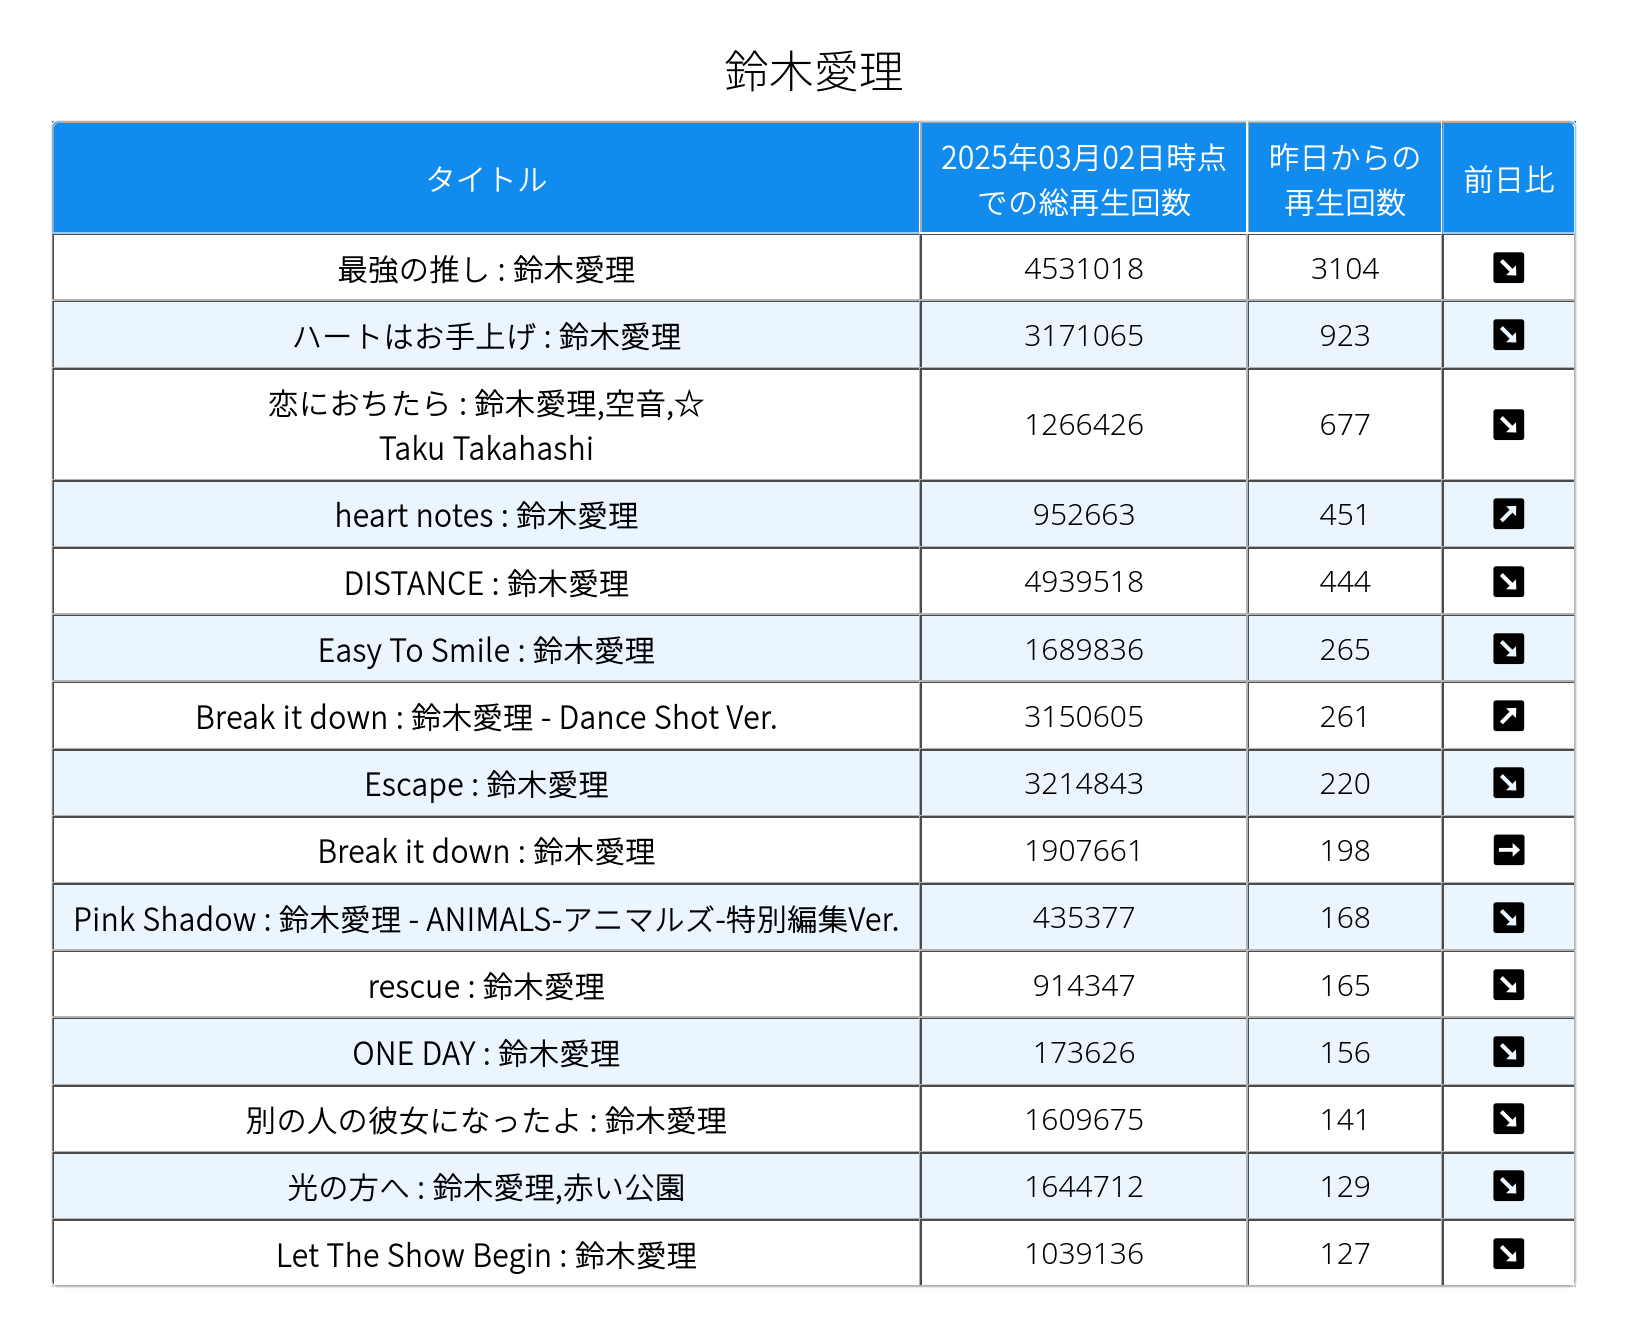 鈴木愛理
タイトル
2025年03月02日時点
での総再生回数
昨日からの
再生回数
前日比
最強の推し : 鈴木愛理 4531018 3104 ↘
ハートはお手上げ : 鈴木愛理 3171065 923 ↘
恋におちたら : 鈴木愛理,空音,☆
Taku Takahashi 1266426 677 ↘
heart notes : 鈴木愛理 952663 451 ↗
DISTANCE : 鈴木愛理 4939518 444 ↘
Easy To Smile : 鈴木愛理 1689836 265 ↘
Break it down : 鈴木愛理 - Dance Shot Ver. 3150605 261 ↗
Escape : 鈴木愛理 3214843 220 ↘
Break it down : 鈴木愛理 1907661 198 →
Pink Shadow : 鈴木愛理 - ANIMALS-アニマルズ-特別編集Ver. 435377 168 ↘
rescue : 鈴木愛理 914347 165 ↘
ONE DAY : 鈴木愛理 173626 156 ↘
別の人の彼女になったよ : 鈴木愛理 1609675 141 ↘
光の方へ : 鈴木愛理,赤い公園 1644712 129 ↘
Let The Show Begin : 鈴木愛理 1039136 127 ↘